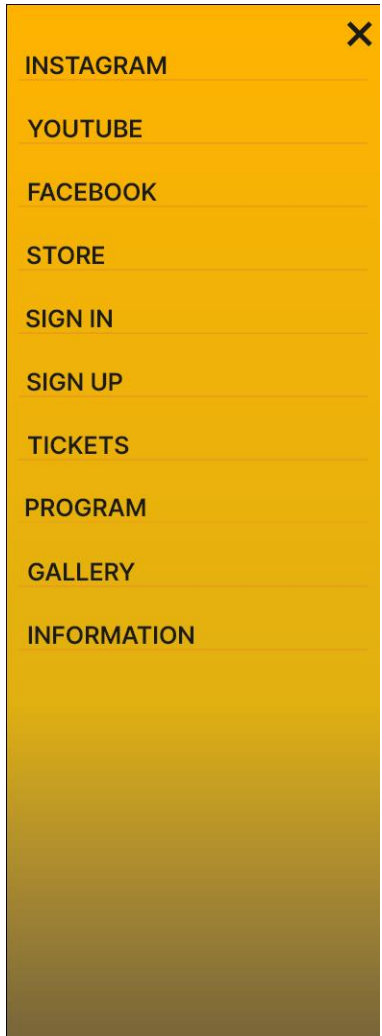 INSTAGRAM
YOUTUBE
FACEBOOK
STORE
SIGN IN
SIGN UP
TICKETS
PROGRAM
GALLERY
INFORMATION